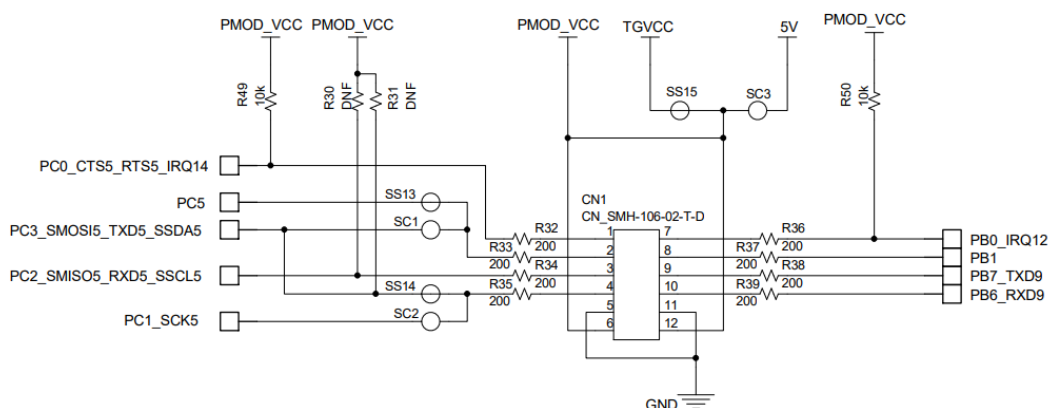 PMOD_VCC PMOD_VCC PMOD_VCC TGVCC 5V PMOD_VCC
R49 10k R30 DNF R31 DNF SS15 SC3 R50 10k
PC0_CTS5_RTS5_IRQ14
PC5 SS13
PC3_SMOSI5_TXD5_SSDA5 SC1
PC2_SMISO5_RXD5_SSCL5
SS14
PC1_SCK5 SC2
CN1
CN_SMH-106-02-T-D
R32 1 7 R36
200 200 PB0_IRQ12
R33 2 8 R37 PB1
200 200
R34 3 9 R38 PB7_TXD9
200 200
R35 4 10 R39 PB6_RXD9
200 200
5 11
6 12
GND